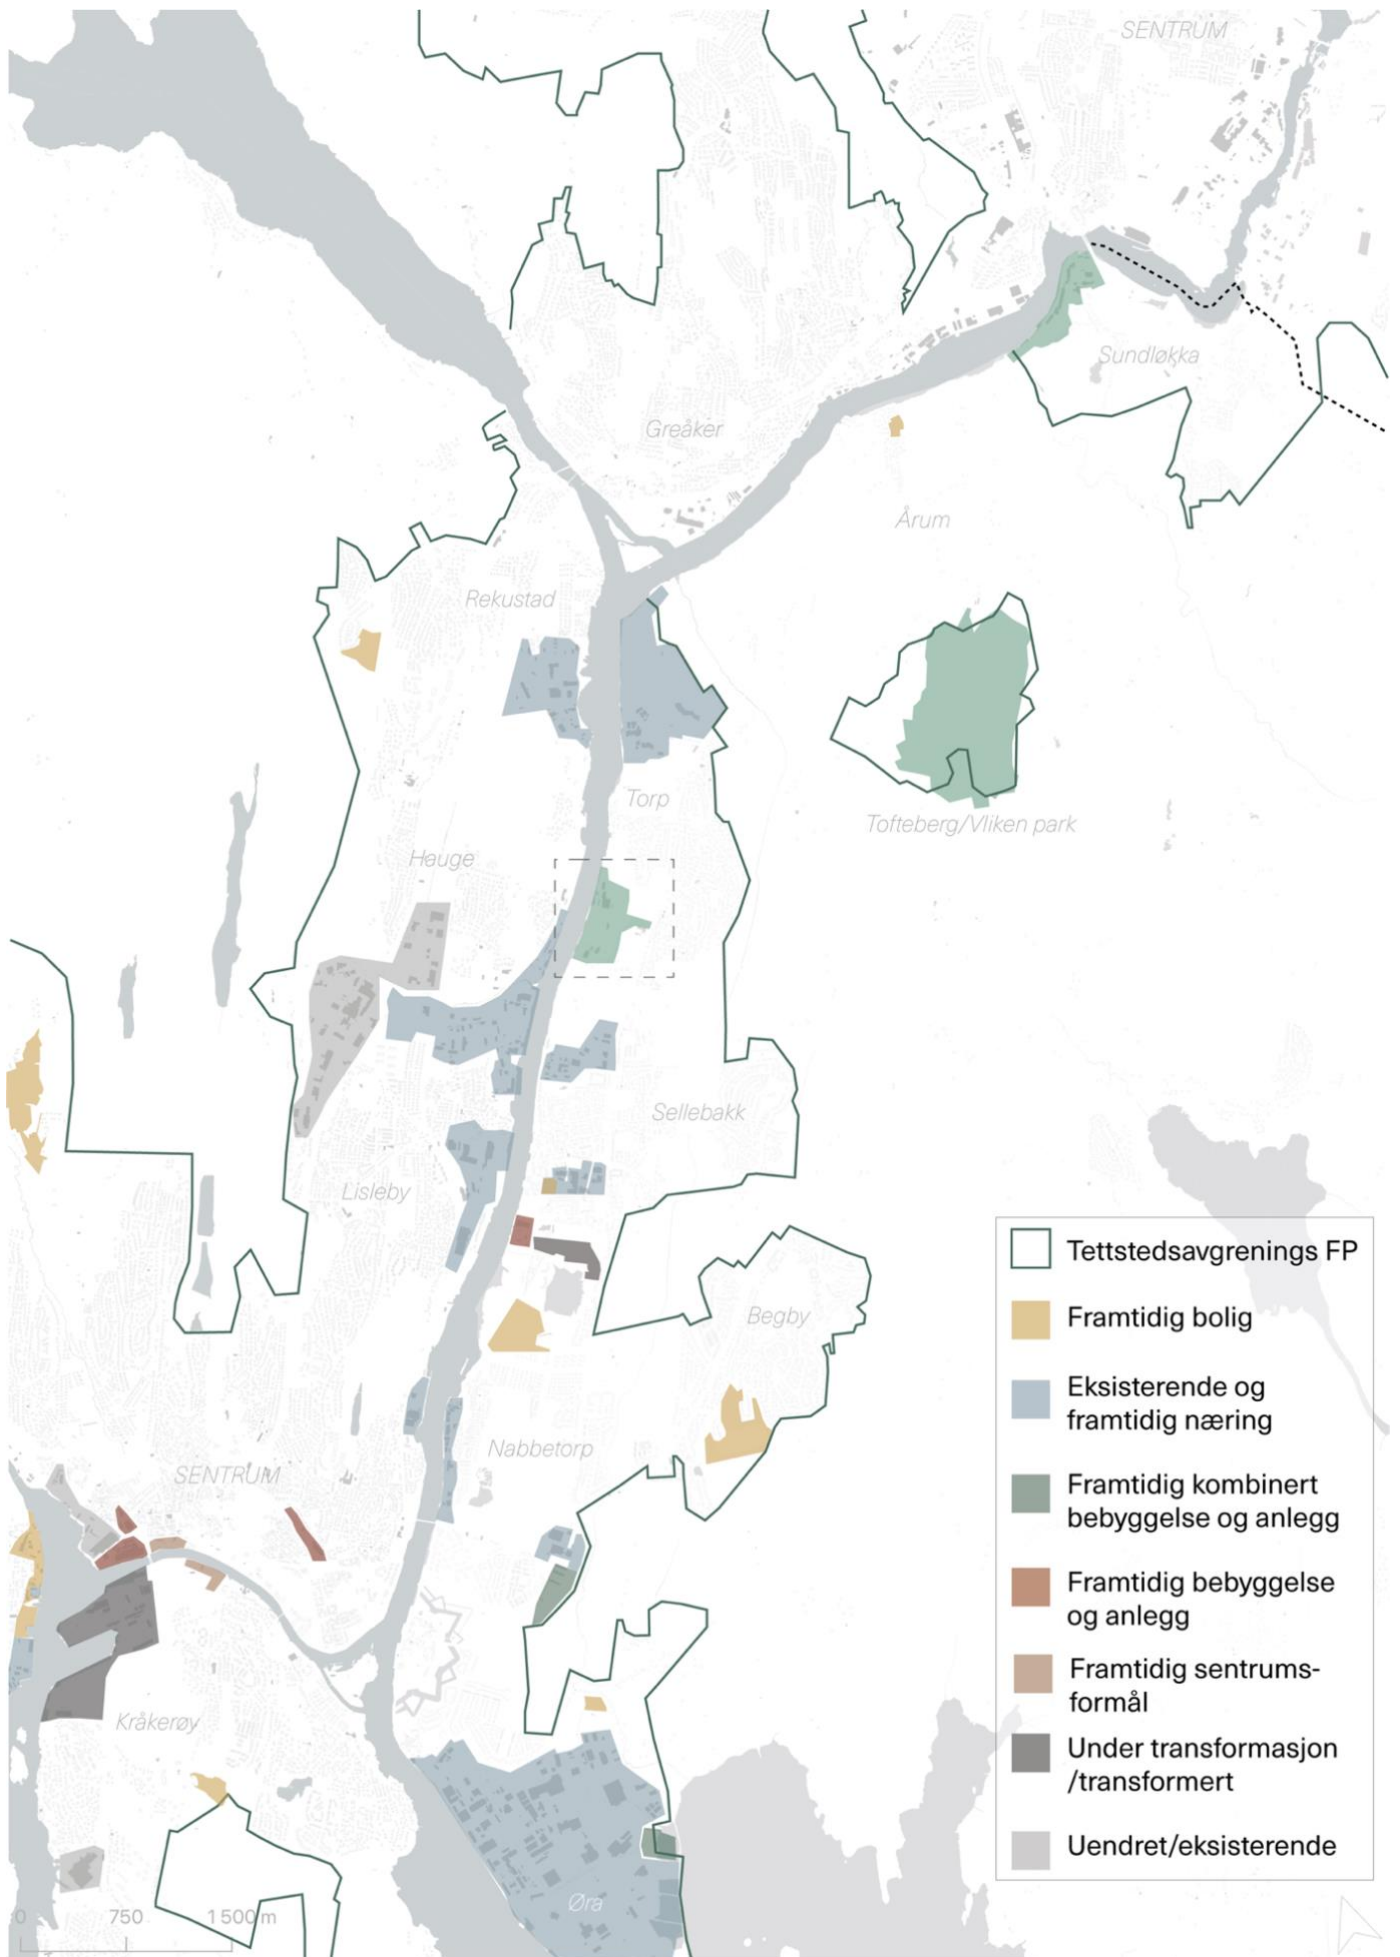 SENTRUM
Sundløkka
Greåker
Årum
Rekustad
Torp
Tofteberg/Vliken park
Hauge
Sellebakk
Lisleby
Begby
Nabbetorp
SENTRUM
Kråkerøy
Øra
0 750 1 500 m
Tettstedsavgrenings FP
Framtidig bolig
Eksisterende og
framtidig næring
Framtidig kombinert
bebyggelse og anlegg
Framtidig bebyggelse
og anlegg
Framtidig sentrums-
formål
Under transformasjon
/transformert
Uendret/eksisterende